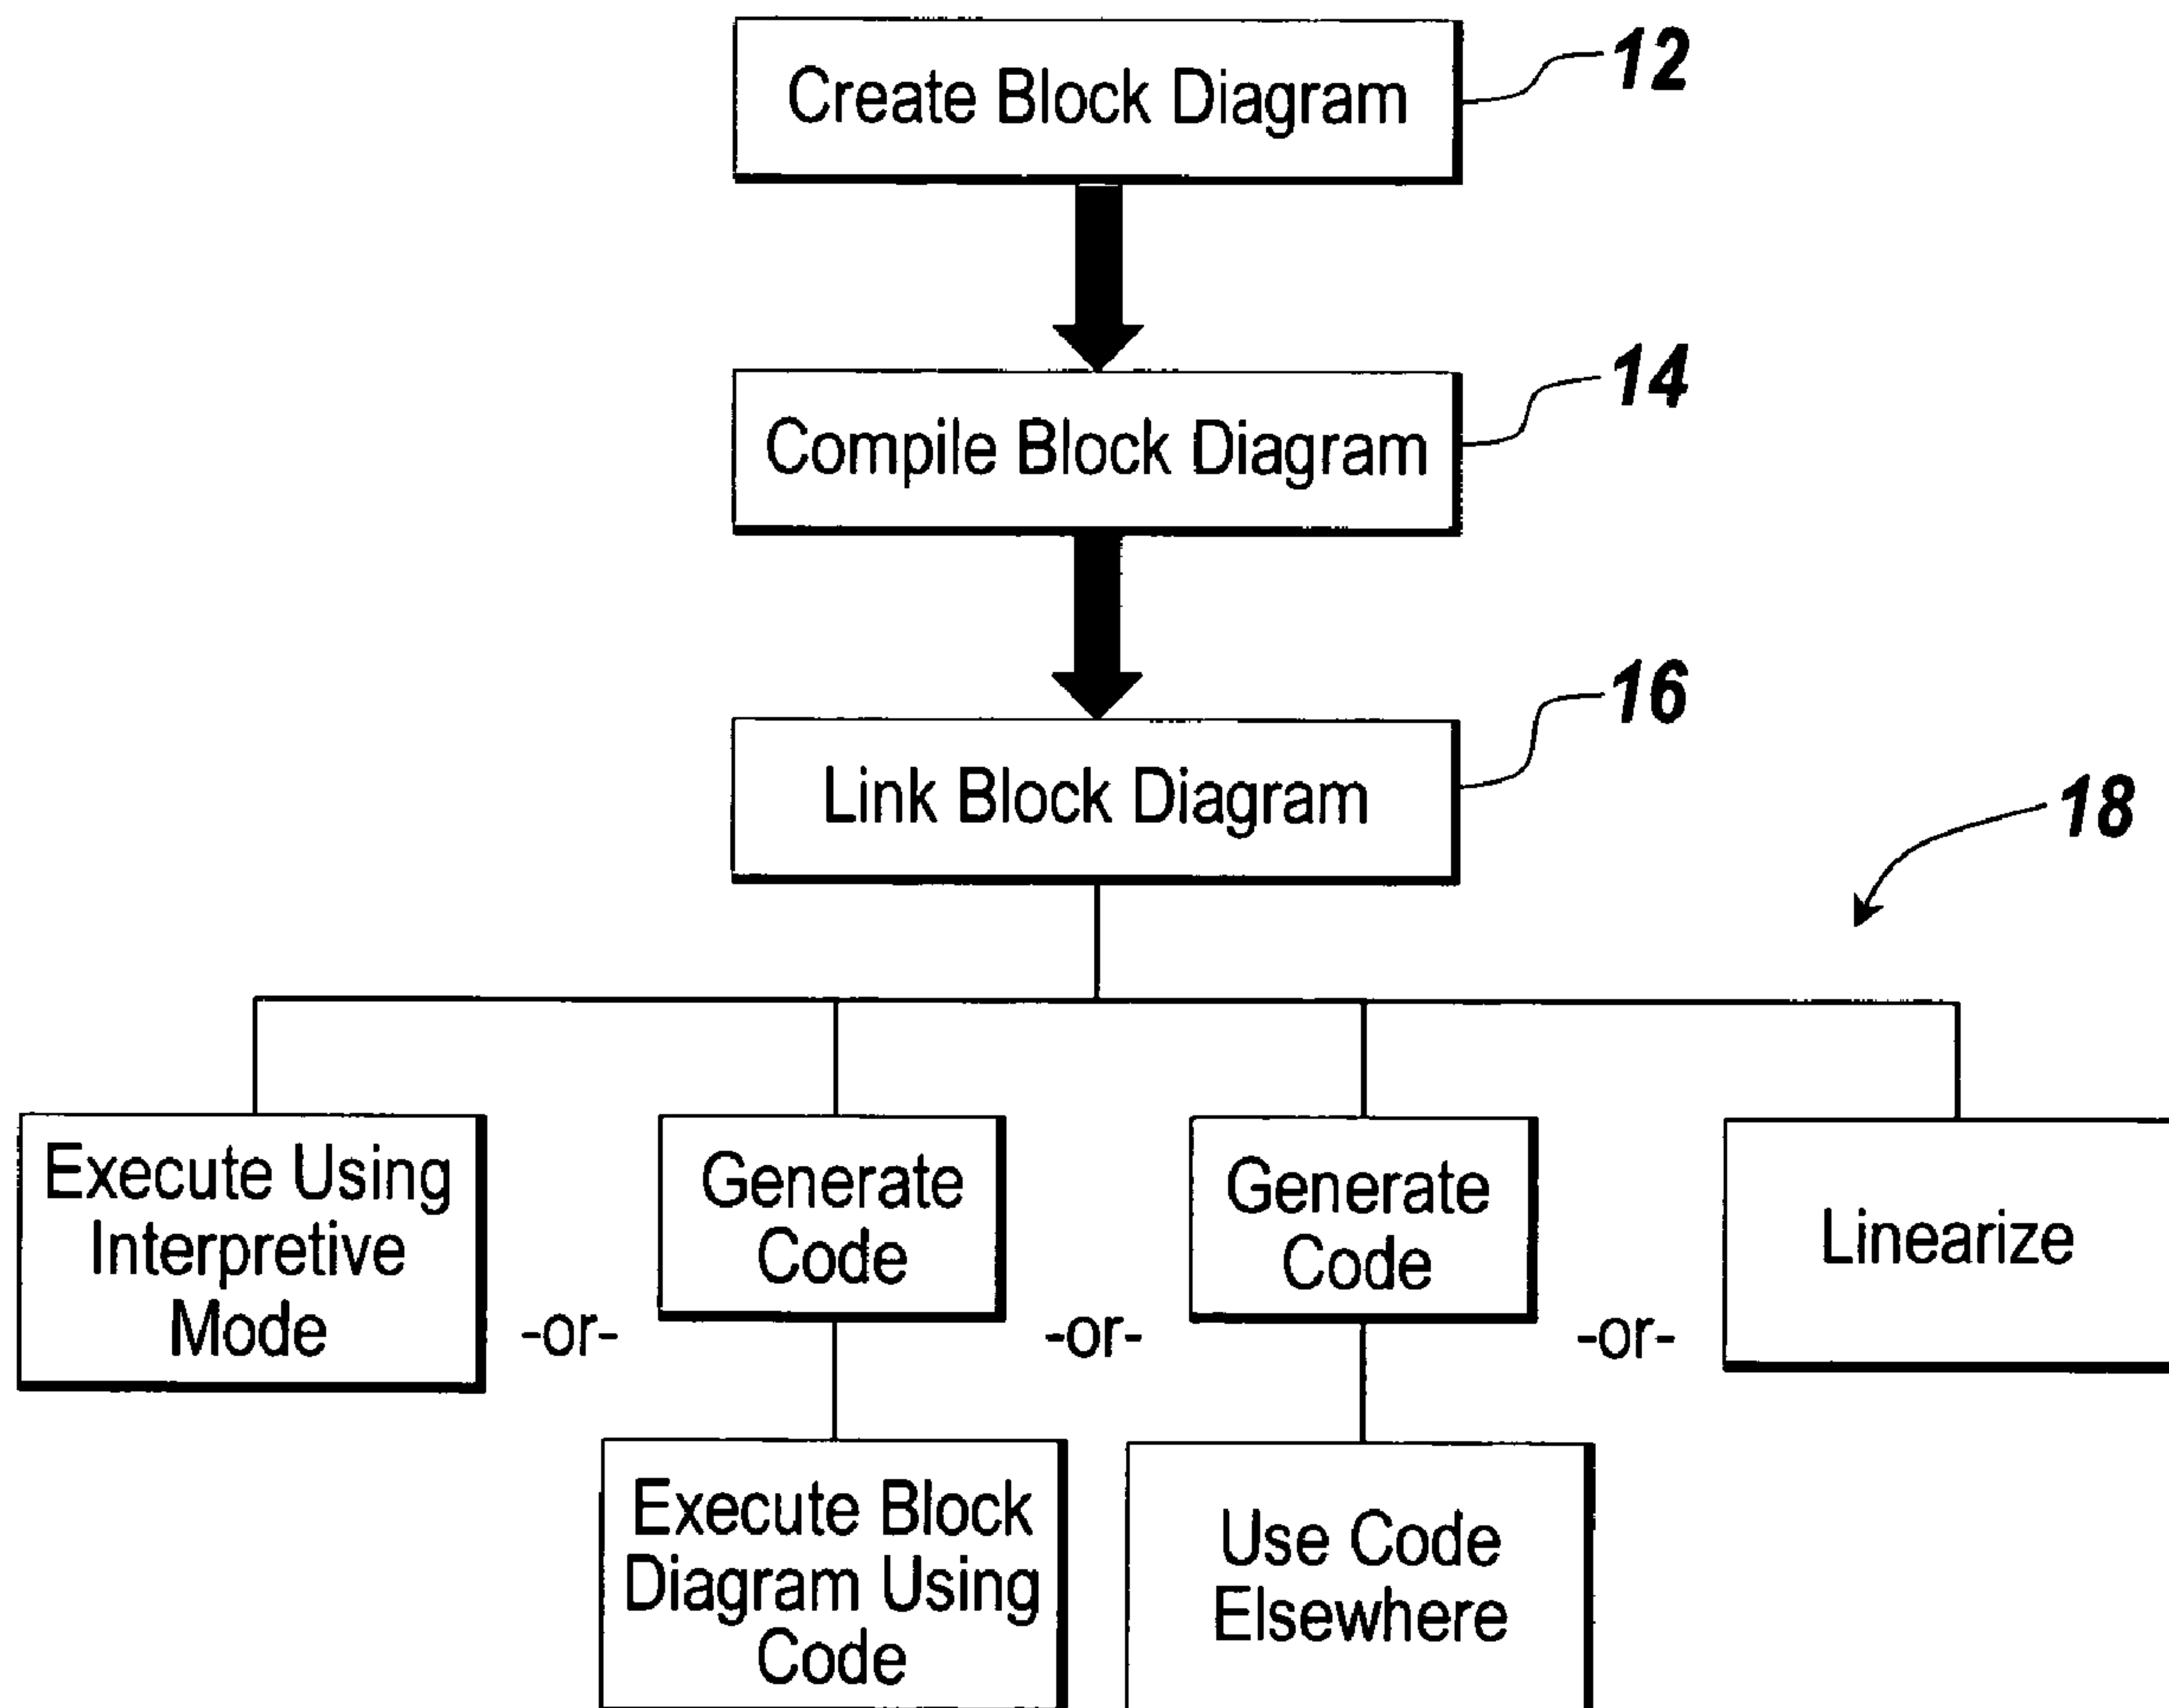 Create Block Diagram
12
Compile Block Diagram
14
Link Block Diagram
16
18
Execute Using
Interpretive
Mode
-or-
Generate
Code
-or-
Generate
Code
-or-
Linearize
Execute Block
Diagram Using
Code
Use Code
Elsewhere